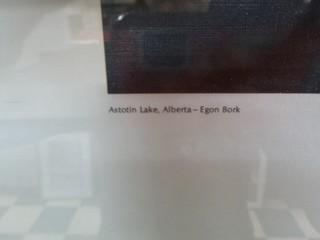 Astotin Lake, Alberta – Egon Bork